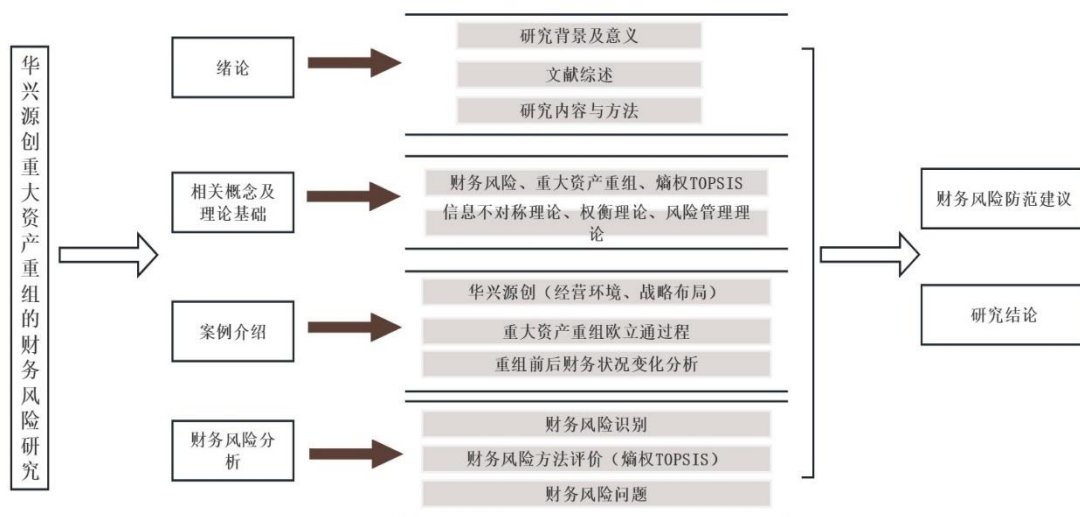 华兴源创重大资产重组的财务风险研究
绪论
研究背景及意义
文献综述
研究内容与方法
相关概念及
理论基础
财务风险、重大资产重组、熵权TOPSIS
信息不对称理论、权衡理论、风险管理理
论
案例介绍
华兴源创（经营环境、战略布局）
重大资产重组欧立通过程
重组前后财务状况变化分析
财务风险分
析
财务风险识别
财务风险方法评价（熵权TOPSIS）
财务风险问题
财务风险防范建议
研究结论